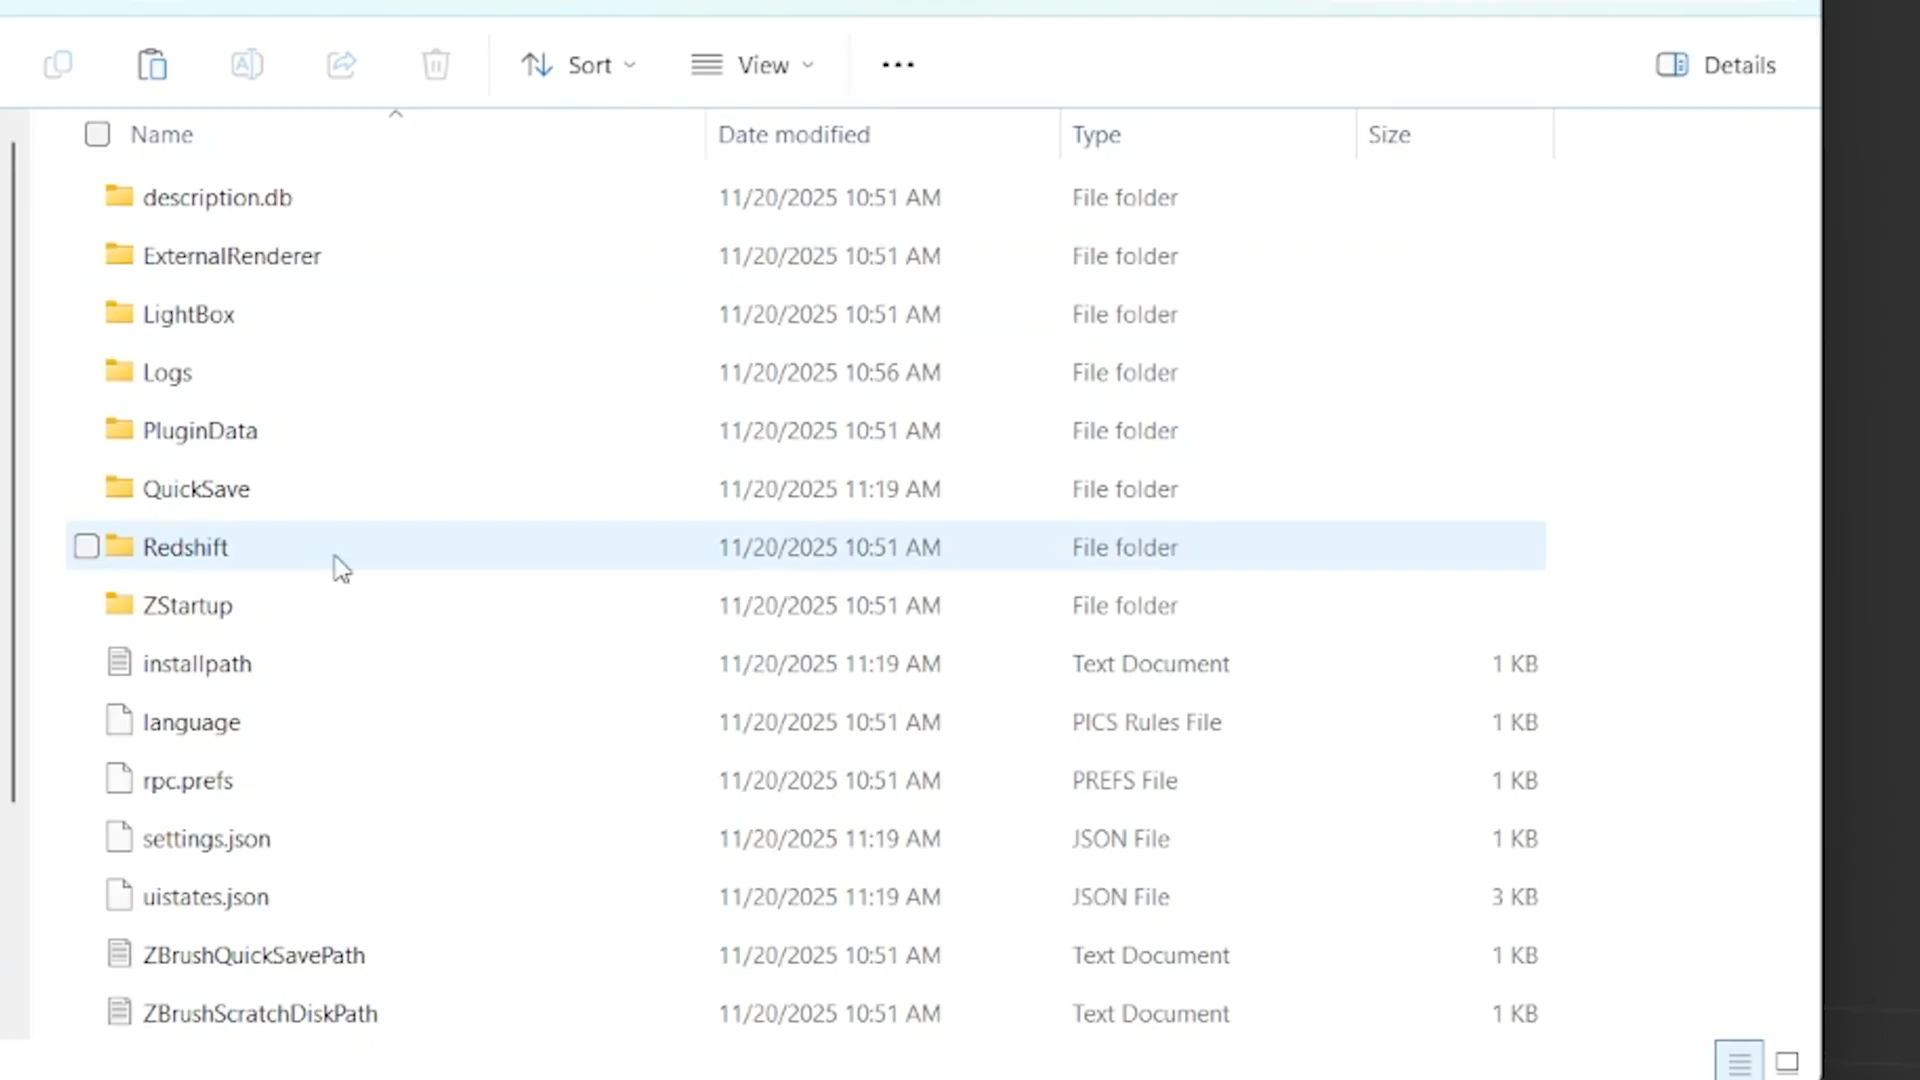 Sort View Details
Name Date modified Type Size
description.db 11/20/2025 10:51 AM File folder
ExternalRenderer 11/20/2025 10:51 AM File folder
LightBox 11/20/2025 10:51 AM File folder
Logs 11/20/2025 10:56 AM File folder
PluginData 11/20/2025 10:51 AM File folder
QuickSave 11/20/2025 11:19 AM File folder
Redshift 11/20/2025 10:51 AM File folder
ZStartup 11/20/2025 10:51 AM File folder
installpath 11/20/2025 11:19 AM Text Document 1 KB
language 11/20/2025 10:51 AM PICS Rules File 1 KB
rpc.prefs 11/20/2025 10:51 AM PREFS File 1 KB
settings.json 11/20/2025 11:19 AM JSON File 1 KB
uistates.json 11/20/2025 11:19 AM JSON File 3 KB
ZBrushQuickSavePath 11/20/2025 10:51 AM Text Document 1 KB
ZBrushScratchDiskPath 11/20/2025 10:51 AM Text Document 1 KB